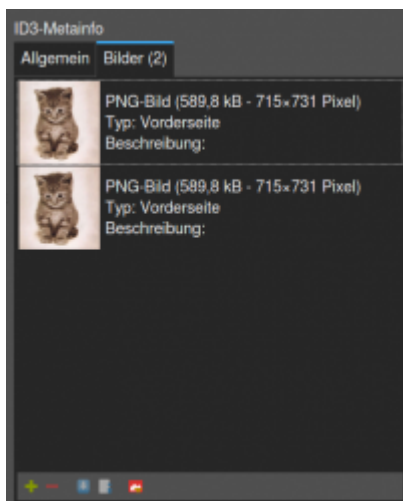 ID3-Metainfo
Allgemein Bilder (2)
PNG-Bild (589,8 kB - 715×731 Pixel)
Typ: Vorderseite
Beschreibung:
PNG-Bild (589,8 kB - 715×731 Pixel)
Typ: Vorderseite
Beschreibung: